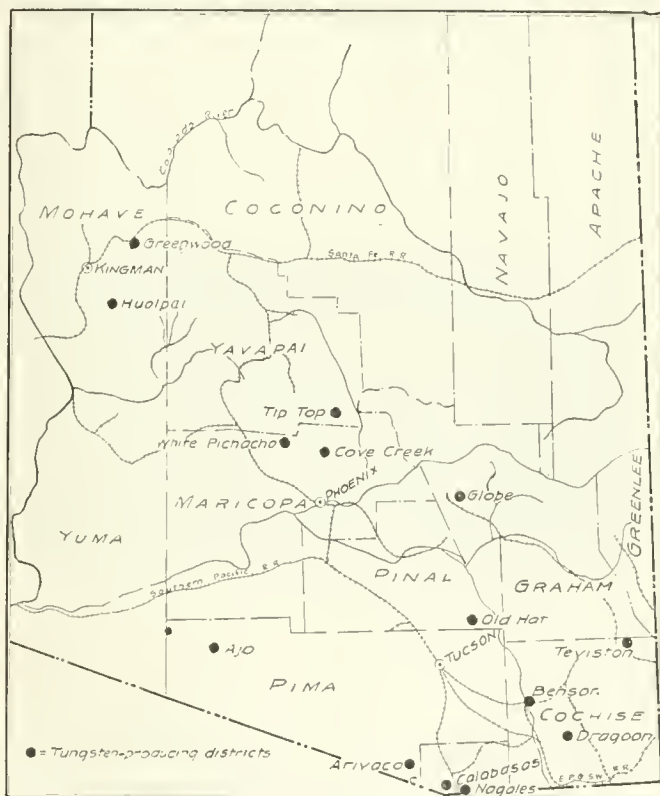 Colorado River
MOHAVE
COCONINO
NAVAJO
APACHE
Greenwood
KINGMAN
Santa Fe R.R.
Hualpai
YAVAPAI
Tip Top
White Pichacho
Cave Creek
PHOENIX
Globe
MARICOPA
GREENLEE
YUMA
Southern Pacific R.R.
PINAL
GRAHAM
Old Hat
TUCSON
Teviston
Ajo
PIMA
Benson
COCHISE
Dragoon
= Tungsten-producing districts
Arivaca
Calabasas
E.P.& S.W. R.R.
Nogales